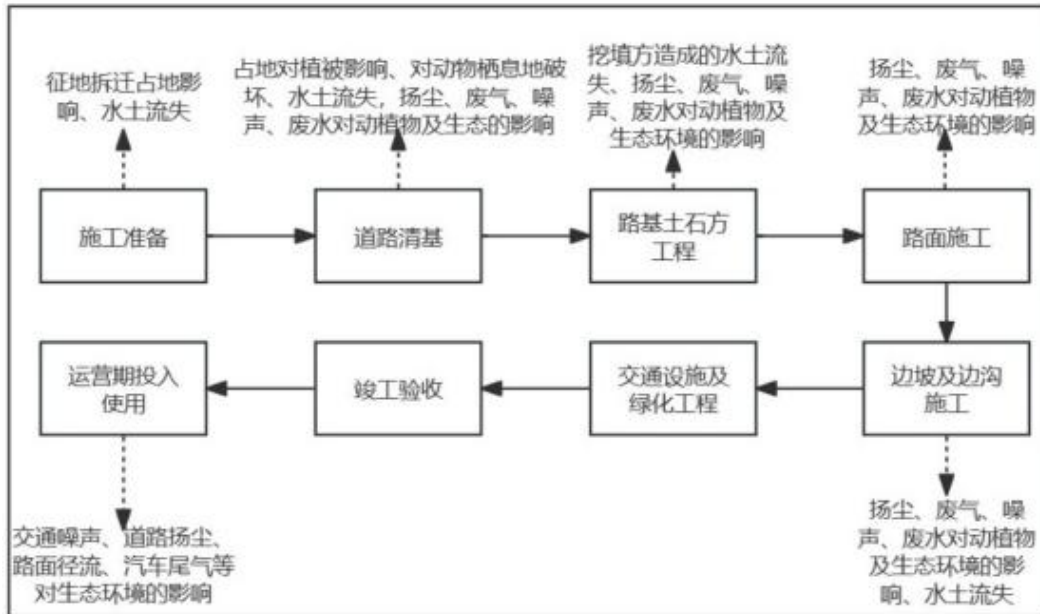 征地拆迁占地影
响、水土流失
占地对植被影响、对动物栖息地破
坏、水土流失，扬尘、废气、噪
声、废水对动植物及生态的影响
挖填方造成的水土流
失、扬尘、废气、噪
声、废水对动植物及
生态环境的影响
扬尘、废气、噪
声、废水对动植物
及生态环境的影响
施工准备
道路清基
路基土石方
工程
路面施工
运营期投入
使用
竣工验收
交通设施及
绿化工程
边坡及边沟
施工
交通噪声、道路扬尘、
路面径流、汽车尾气等
对生态环境的影响
扬尘、废气、噪
声、废水对动植物
及生态环境的影
响、水土流失